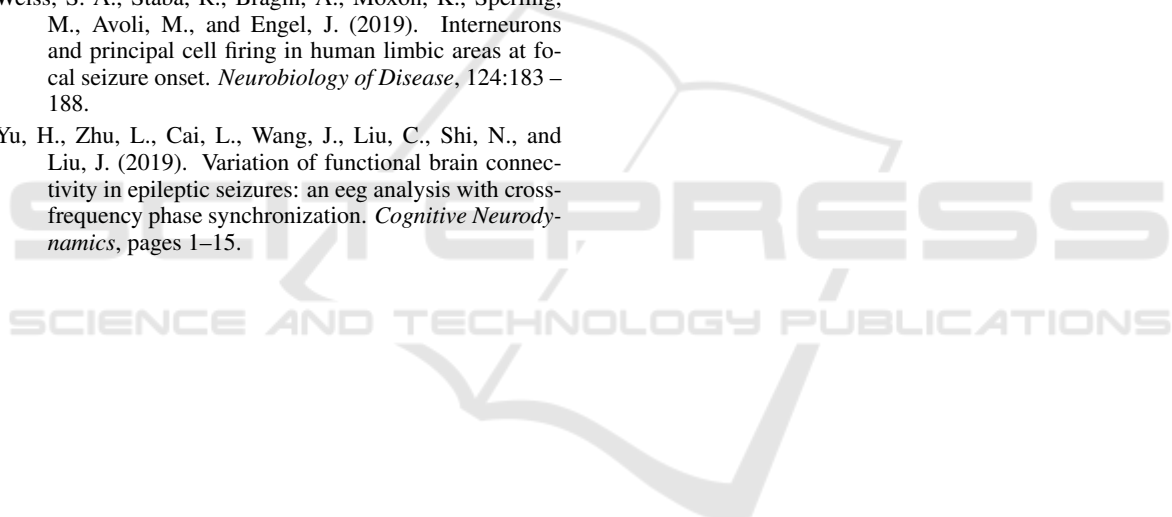 Weiss, S. A., Staba, R., Bragin, A., Moxon, K., Sperling,
M., Avoli, M., and Engel, J. (2019). Interneurons
and principal cell firing in human limbic areas at fo-
cal seizure onset. Neurobiology of Disease, 124:183 –
188.
Yu, H., Zhu, L., Cai, L., Wang, J., Liu, C., Shi, N., and
Liu, J. (2019). Variation of functional brain connec-
tivity in epileptic seizures: an eeg analysis with cross-
frequency phase synchronization. Cognitive Neurody-
namics, pages 1–15.
SCITEPRESS
SCIENCE AND TECHNOLOGY PUBLICATIONS